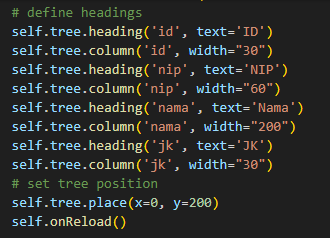 # define headings
self.tree.heading('id', text='ID')
self.tree.column('id', width="30")
self.tree.heading('nip', text='NIP')
self.tree.column('nip', width="60")
self.tree.heading('nama', text='Nama')
self.tree.column('nama', width="200")
self.tree.heading('jk', text='JK')
self.tree.column('jk', width="30")
# set tree position
self.tree.place(x=0, y=200)
self.onReload()